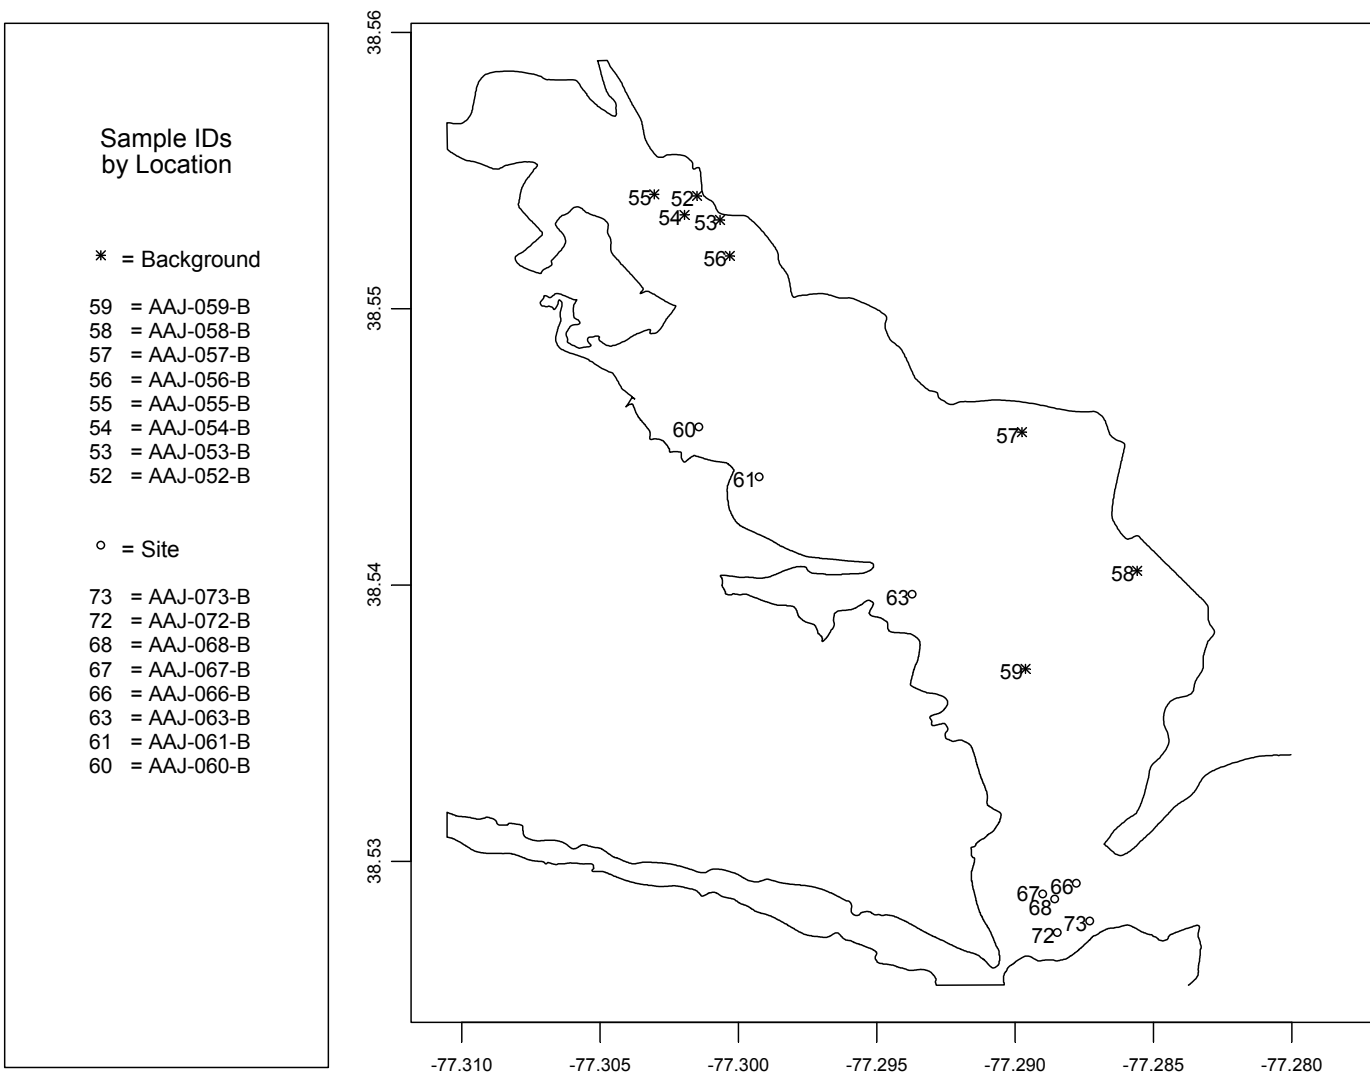 Sample IDs
by Location
* = Background
59 = AAJ-059-B
58 = AAJ-058-B
57 = AAJ-057-B
56 = AAJ-056-B
55 = AAJ-055-B
54 = AAJ-054-B
53 = AAJ-053-B
52 = AAJ-052-B
° = Site
73 = AAJ-073-B
72 = AAJ-072-B
68 = AAJ-068-B
67 = AAJ-067-B
66 = AAJ-066-B
63 = AAJ-063-B
61 = AAJ-061-B
60 = AAJ-060-B
38.56
38.55
38.54
38.53
55
52
54
53
56
60
57
61
58
63
59
67
66
68
73
72
-77.310
-77.305
-77.300
-77.295
-77.290
-77.285
-77.280